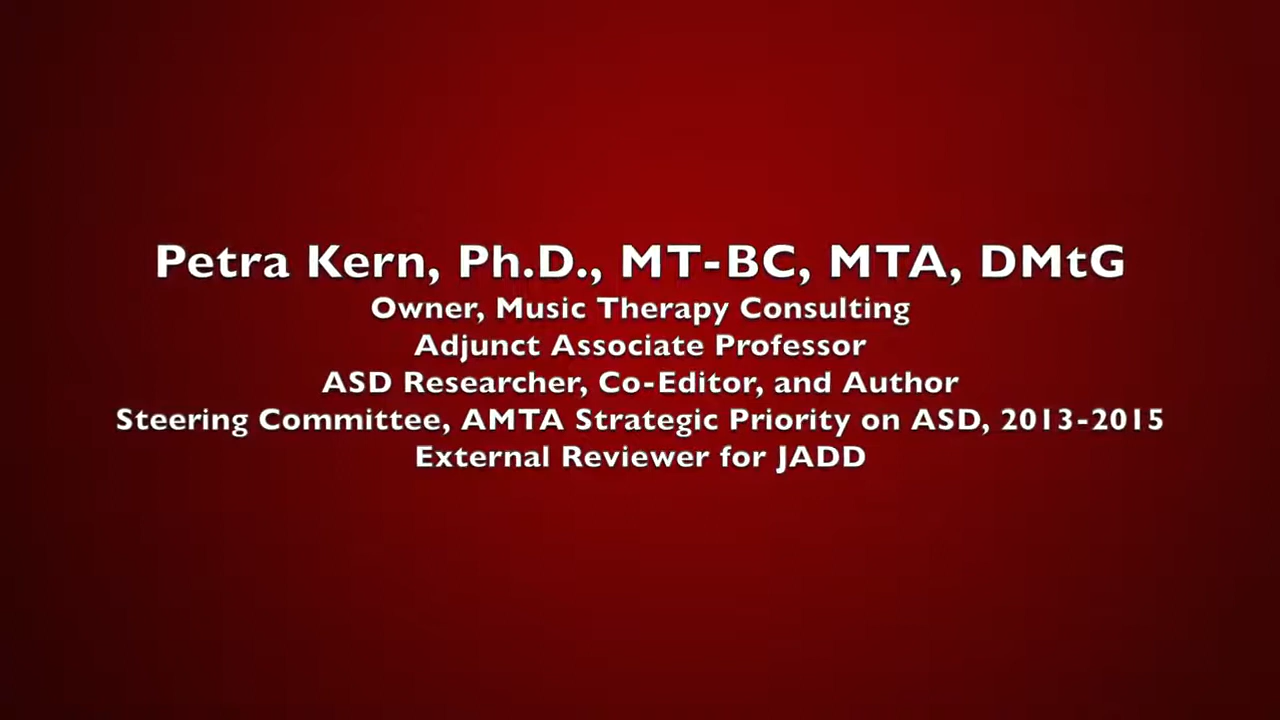 Petra Kern, Ph.D., MT-BC, MTA, DMtG
Owner, Music Therapy Consulting
Adjunct Associate Professor
ASD Researcher, Co-Editor, and Author
Steering Committee, AMTA Strategic Priority on ASD, 2013-2015
External Reviewer for JADD